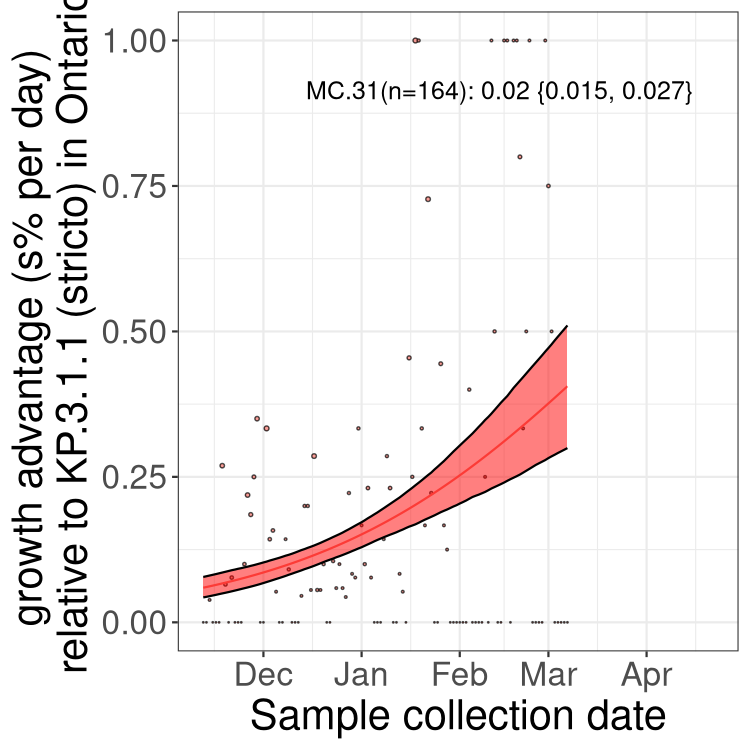 growth advantage (s% per day)
relative to KP.3.1.1 (stricto) in Ontario
1.00
0.75
0.50
0.25
0.00
MC.31(n=164): 0.02 {0.015, 0.027}
Dec Jan Feb Mar Apr
Sample collection date